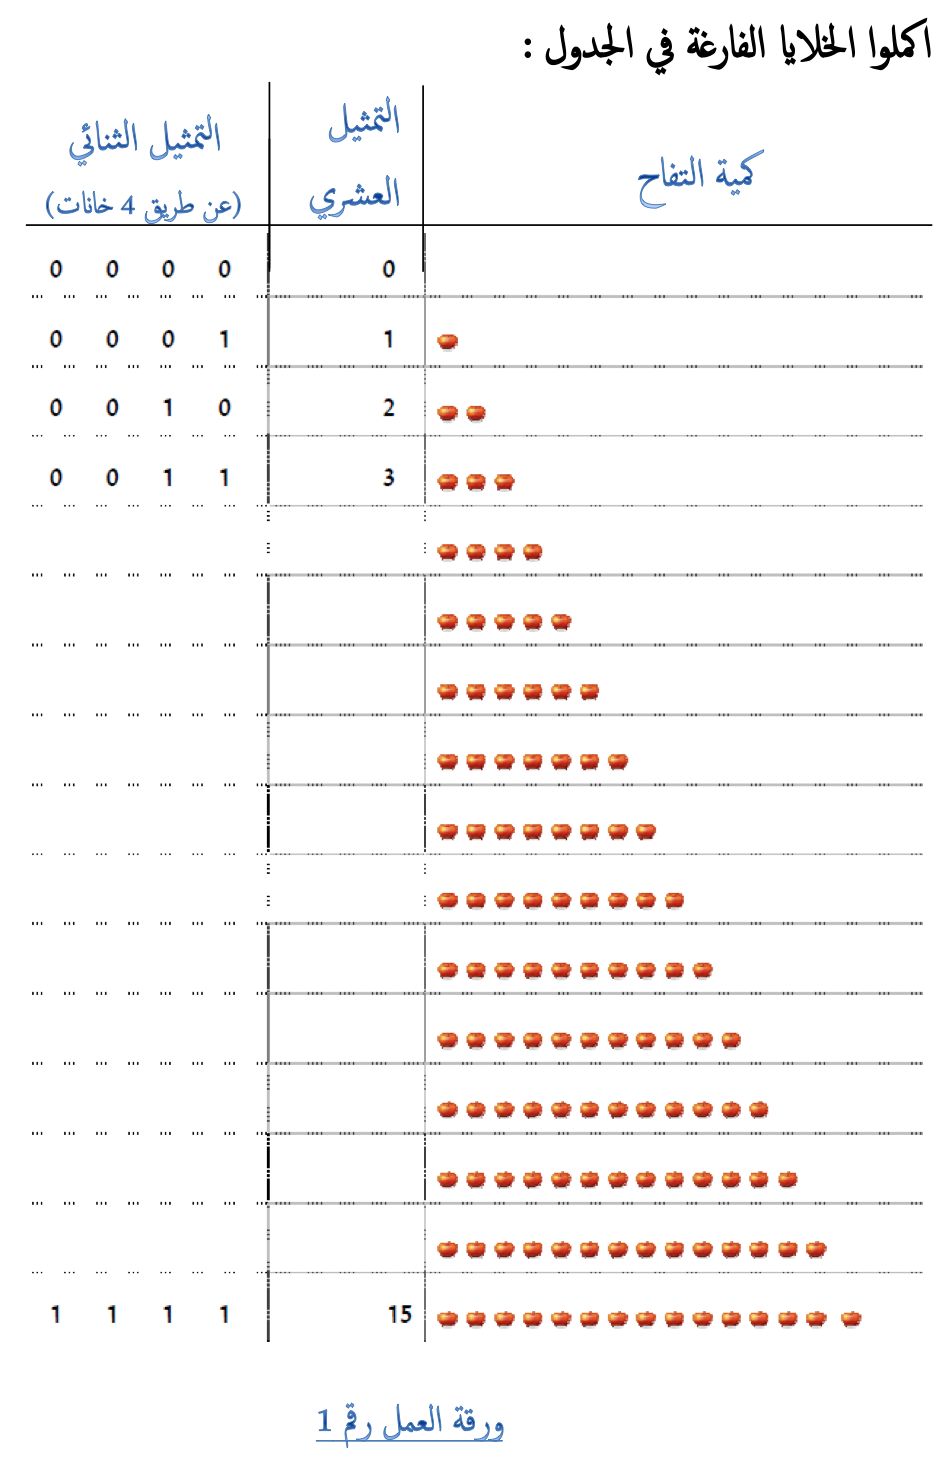 اكملوا الخلايا الفارغة في الجدول :
كمية التفاح
التمثيل العشري
التمثيل الثنائي
(عن طريق 4 خانات)
0 0 0 0 0
0 0 0 1 1
0 0 1 0 2
0 0 1 1 3
1 1 1 1 15
ورقة العمل رقم 1